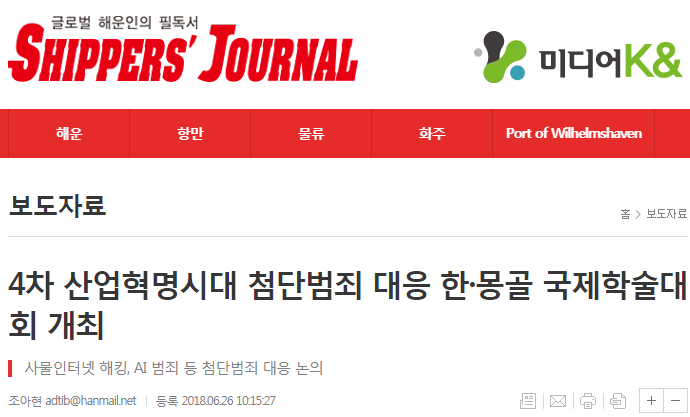 글로벌 해운인의 필독서
SHIPPERS' JOURNAL
미디어K&
해운 항만 물류 화주 Port of Wilhelmshaven
보도자료
홈 > 보도자료
4차 산업혁명시대 첨단범죄 대응 한·몽골 국제학술대
회 개최
사물인터넷 해킹, AI 범죄 등 첨단범죄 대응 논의
조아현 adtib@hanmail.net | 등록 2018.06.26 10:15:27